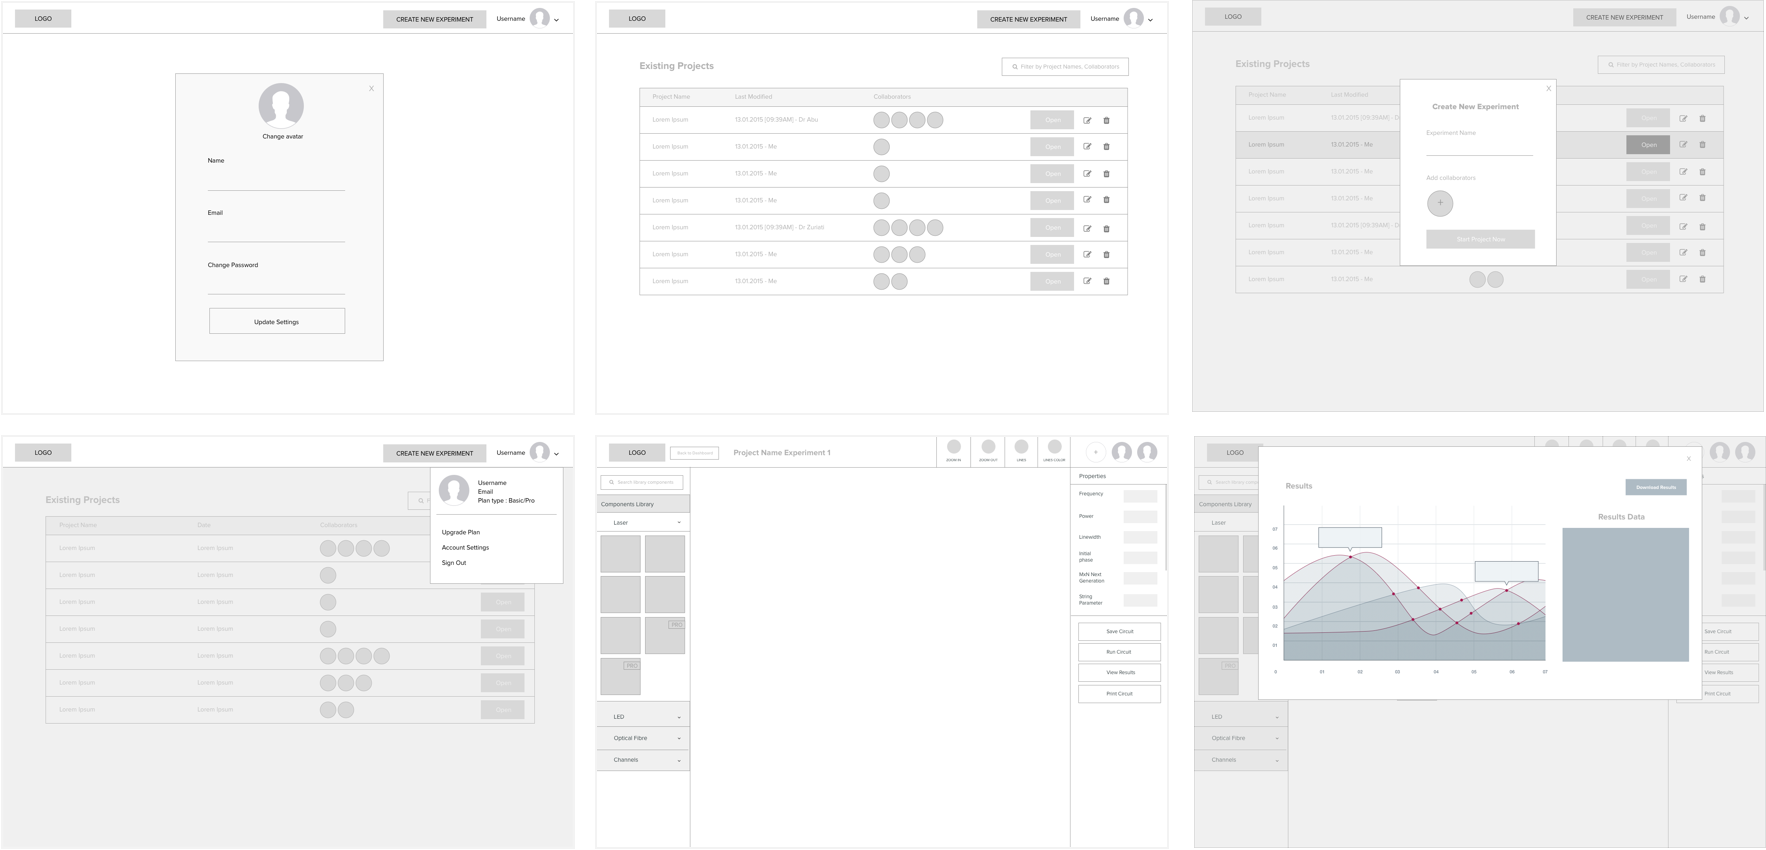 LOGO
CREATE NEW EXPERIMENT
Username
X
Change avatar
Name
Email
Change Password
Update Settings
LOGO
CREATE NEW EXPERIMENT
Username
Existing Projects
Filter by Project Names, Collaborators
Project Name Last Modified Collaborators
Lorem Ipsum 13.01.2015 [09:39AM] - Dr Abu Open
Lorem Ipsum 13.01.2015 - Me Open
Lorem Ipsum 13.01.2015 - Me Open
Lorem Ipsum 13.01.2015 - Me Open
Lorem Ipsum 13.01.2015 [09:39AM] - Dr Zuriati Open
Lorem Ipsum 13.01.2015 - Me Open
Lorem Ipsum 13.01.2015 - Me Open
LOGO
CREATE NEW EXPERIMENT
Username
Existing Projects
Filter by Project Names, Collaborators
Project Name Last Modified
Lorem Ipsum 13.01.2015 [09:39AM] - D Open
Lorem Ipsum 13.01.2015 - Me Open
Lorem Ipsum 13.01.2015 - Me Open
Lorem Ipsum 13.01.2015 - Me Open
Lorem Ipsum 13.01.2015 [09:39AM] - D Open
Lorem Ipsum 13.01.2015 - Me Open
Lorem Ipsum 13.01.2015 - Me Open
X
Create New Experiment
Experiment Name
Add collaborators
+
Start Project Now
LOGO
CREATE NEW EXPERIMENT
Username
Existing Projects
F
Project Name Date Collaborators
Lorem Ipsum Lorem Ipsum
Lorem Ipsum Lorem Ipsum
Lorem Ipsum Lorem Ipsum Open
Lorem Ipsum Lorem Ipsum Open
Lorem Ipsum Lorem Ipsum Open
Lorem Ipsum Lorem Ipsum Open
Lorem Ipsum Lorem Ipsum Open
Username
Email
Plan type : Basic/Pro
Upgrade Plan
Account Settings
Sign Out
LOGO
Back to Dashboard
Project Name Experiment 1
ZOOM IN
ZOOM OUT
LINES
LINES COLOR
+
Search library components
Components Library
Laser
PRO
PRO
LED
Optical Fibre
Channels
Properties
Frequency
Power
Linewidth
Initial
phase
MxN Next
Generation
String
Parameter
Save Circuit
Run Circuit
View Results
Print Circuit
LOGO
Search library compon
Components Library
Laser
PRO
LED
Optical Fibre
Channels
X
Results
Download Results
Results Data
07
06
05
04
03
02
01
0 01 02 03 04 05 06 07
s
Save Circuit
Run Circuit
View Results
Print Circuit